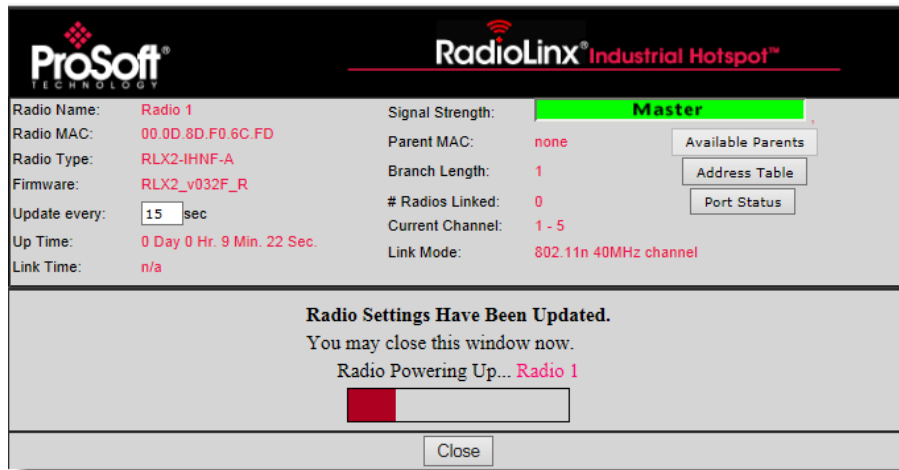 ProSoft®
TECHNOLOGY
RadioLinx® Industrial Hotspot™
Radio Name: Radio 1
Radio MAC: 00.0D.8D.F0.6C.FD
Radio Type: RLX2-IHNF-A
Firmware: RLX2_v032F_R
Update every: 15 sec
Up Time: 0 Day 0 Hr. 9 Min. 22 Sec.
Link Time: n/a
Signal Strength: Master ,
Parent MAC: none Available Parents
Branch Length: 1 Address Table
# Radios Linked: 0 Port Status
Current Channel: 1 - 5
Link Mode: 802.11n 40MHz channel
Radio Settings Have Been Updated.
You may close this window now.
Radio Powering Up... Radio 1
Close